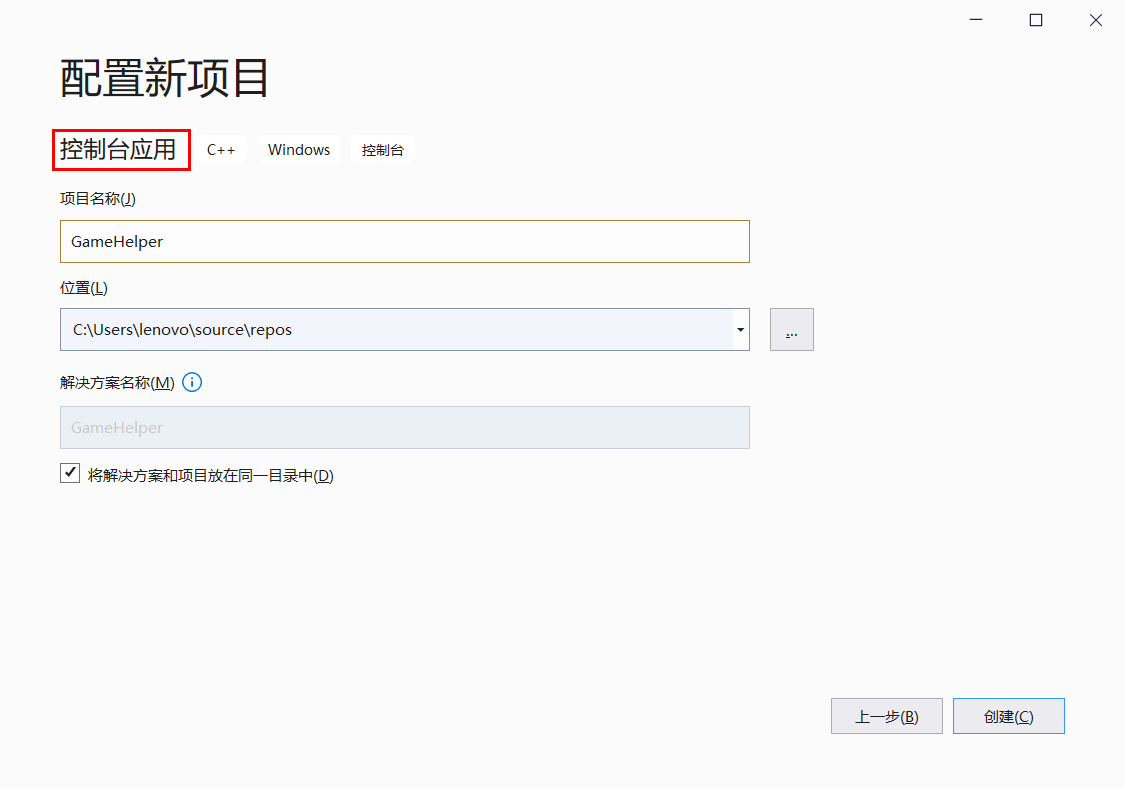 配置新项目
控制台应用 C++ Windows 控制台
项目名称(J)
GameHelper
位置(L)
C:\Users\lenovo\source\repos
...
解决方案名称(M)
GameHelper
将解决方案和项目放在同一目录中(D)
上一步(B) 创建(C)